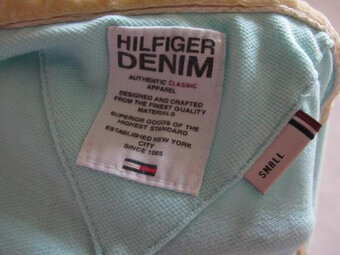 HILFIGER
DENIM
AUTHENTIC CLASSIC
APPAREL
DESIGNED AND CRAFTED
FROM THE FINEST QUALITY
MATERIALS
SUPERIOR GOODS OF THE
HIGHEST STANDARD
ESTABLISHED NEW YORK
CITY
SINCE 1985
SMALL